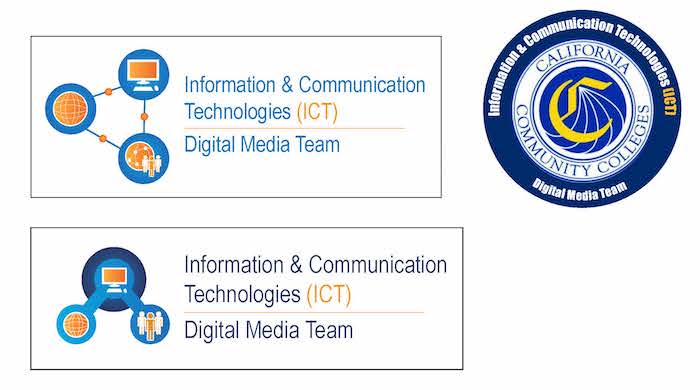 Information & Communication
Technologies (ICT)
Digital Media Team
Information & Communication Technologies (ICT)
CALIFORNIA
C
COMMUNITY COLLEGES
Digital Media Team
Information & Communication
Technologies (ICT)
Digital Media Team